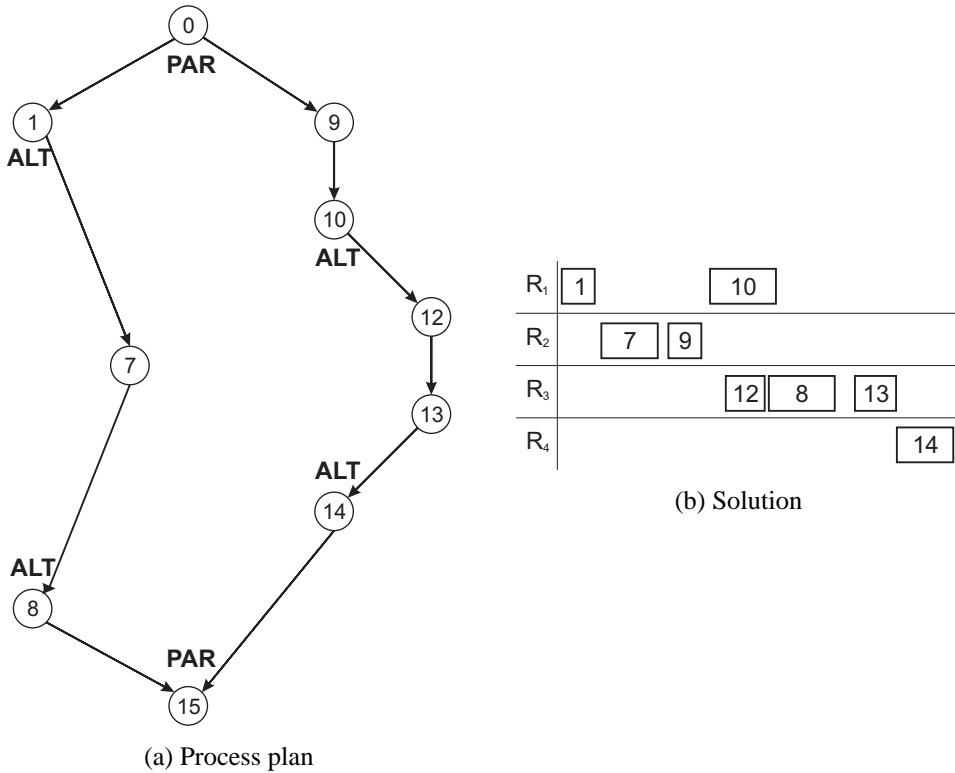 0
PAR
1
9
ALT
10
ALT
12
7
13
ALT
14
ALT
8
PAR
15
(a) Process plan
R1 1 10
R2 7 9
R3 12 8 13
R4 14
(b) Solution